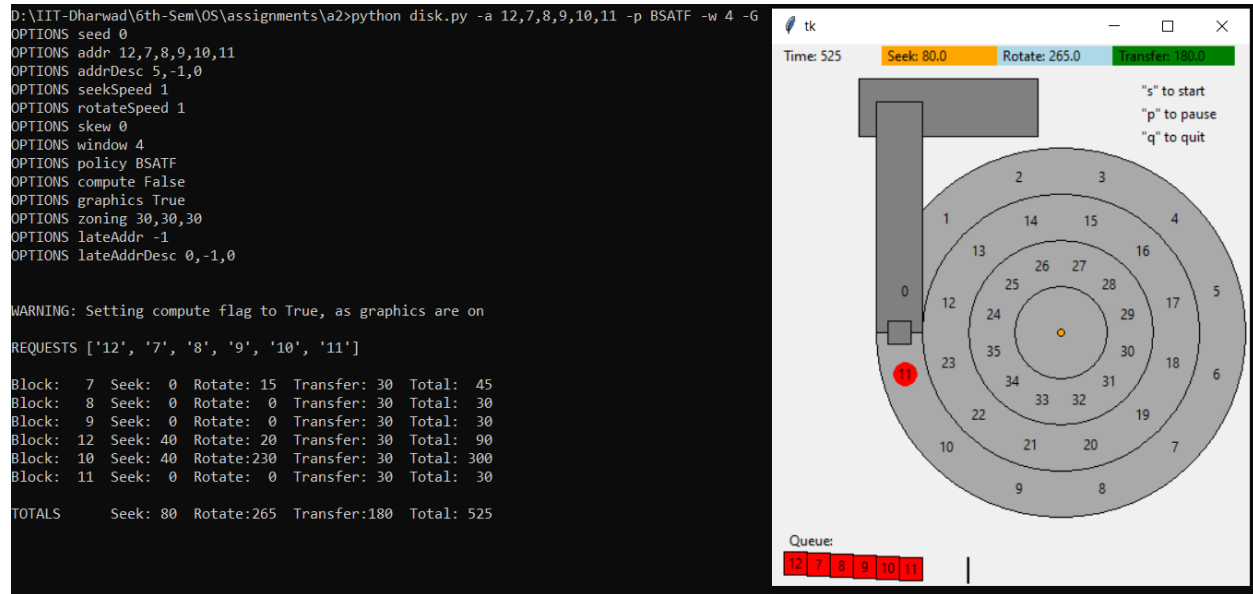 D:\IIT-Dharwad\6th-Sem\OS\assignments\a2>python disk.py -a 12,7,8,9,10,11 -p BSATF -w 4 -G
OPTIONS seed 0
OPTIONS addr 12,7,8,9,10,11
OPTIONS addrDesc 5,-1,0
OPTIONS seekSpeed 1
OPTIONS rotateSpeed 1
OPTIONS skew 0
OPTIONS window 4
OPTIONS policy BSATF
OPTIONS compute False
OPTIONS graphics True
OPTIONS zoning 30,30,30
OPTIONS lateAddr -1
OPTIONS lateAddrDesc 0,-1,0
WARNING: Setting compute flag to True, as graphics are on
REQUESTS ['12', '7', '8', '9', '10', '11']
Block:   7  Seek:  0  Rotate: 15  Transfer: 30  Total:  45
Block:   8  Seek:  0  Rotate:  0  Transfer: 30  Total:  30
Block:   9  Seek:  0  Rotate:  0  Transfer: 30  Total:  30
Block:  12  Seek: 40  Rotate: 20  Transfer: 30  Total:  90
Block:  10  Seek: 40  Rotate:230  Transfer: 30  Total: 300
Block:  11  Seek:  0  Rotate:  0  Transfer: 30  Total:  30
TOTALS      Seek: 80  Rotate:265  Transfer:180  Total: 525
tk
Time: 525 Seek: 80.0 Rotate: 265.0 Transfer: 180.0
"s" to start
"p" to pause
"q" to quit
2 3
14 15
1 4
13 16
26 27
25 28
0 5
12 17
24 29
35 30
23 18
11 6
34 31
33 32
22 19
21 20
10 7
9 8
Queue:
12 7 8 9 10 11